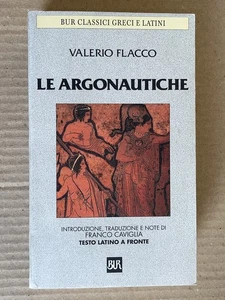 BUR CLASSICI GRECI E LATINI
VALERIO FLACCO
LE ARGONAUTICHE
INTRODUZIONE, TRADUZIONE E NOTE DI
FRANCO CAVIGLIA
TESTO LATINO A FRONTE
BUR